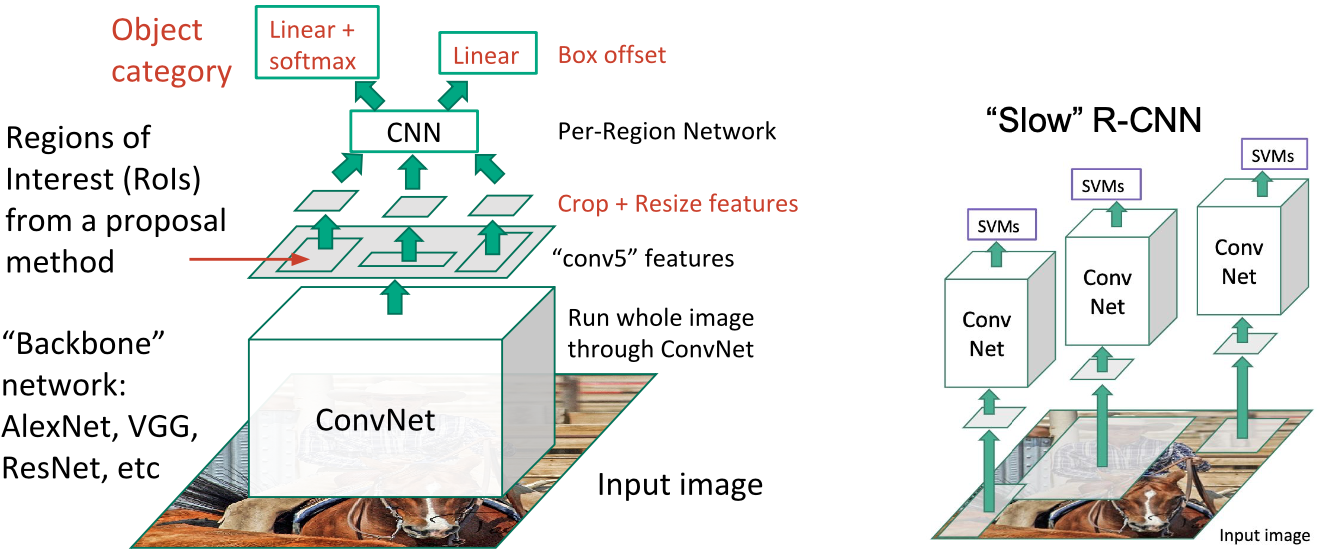 Object
category
Linear +
softmax
Linear
Box offset
CNN
Per-Region Network
Regions of
Interest (RoIs)
from a proposal
method
Crop + Resize features
“conv5” features
“Backbone”
network:
AlexNet, VGG,
ResNet, etc
Run whole image
through ConvNet
ConvNet
Input image
“Slow” R-CNN
SVMs
SVMs
SVMs
Conv
Net
Conv
Net
Conv
Net
Input image